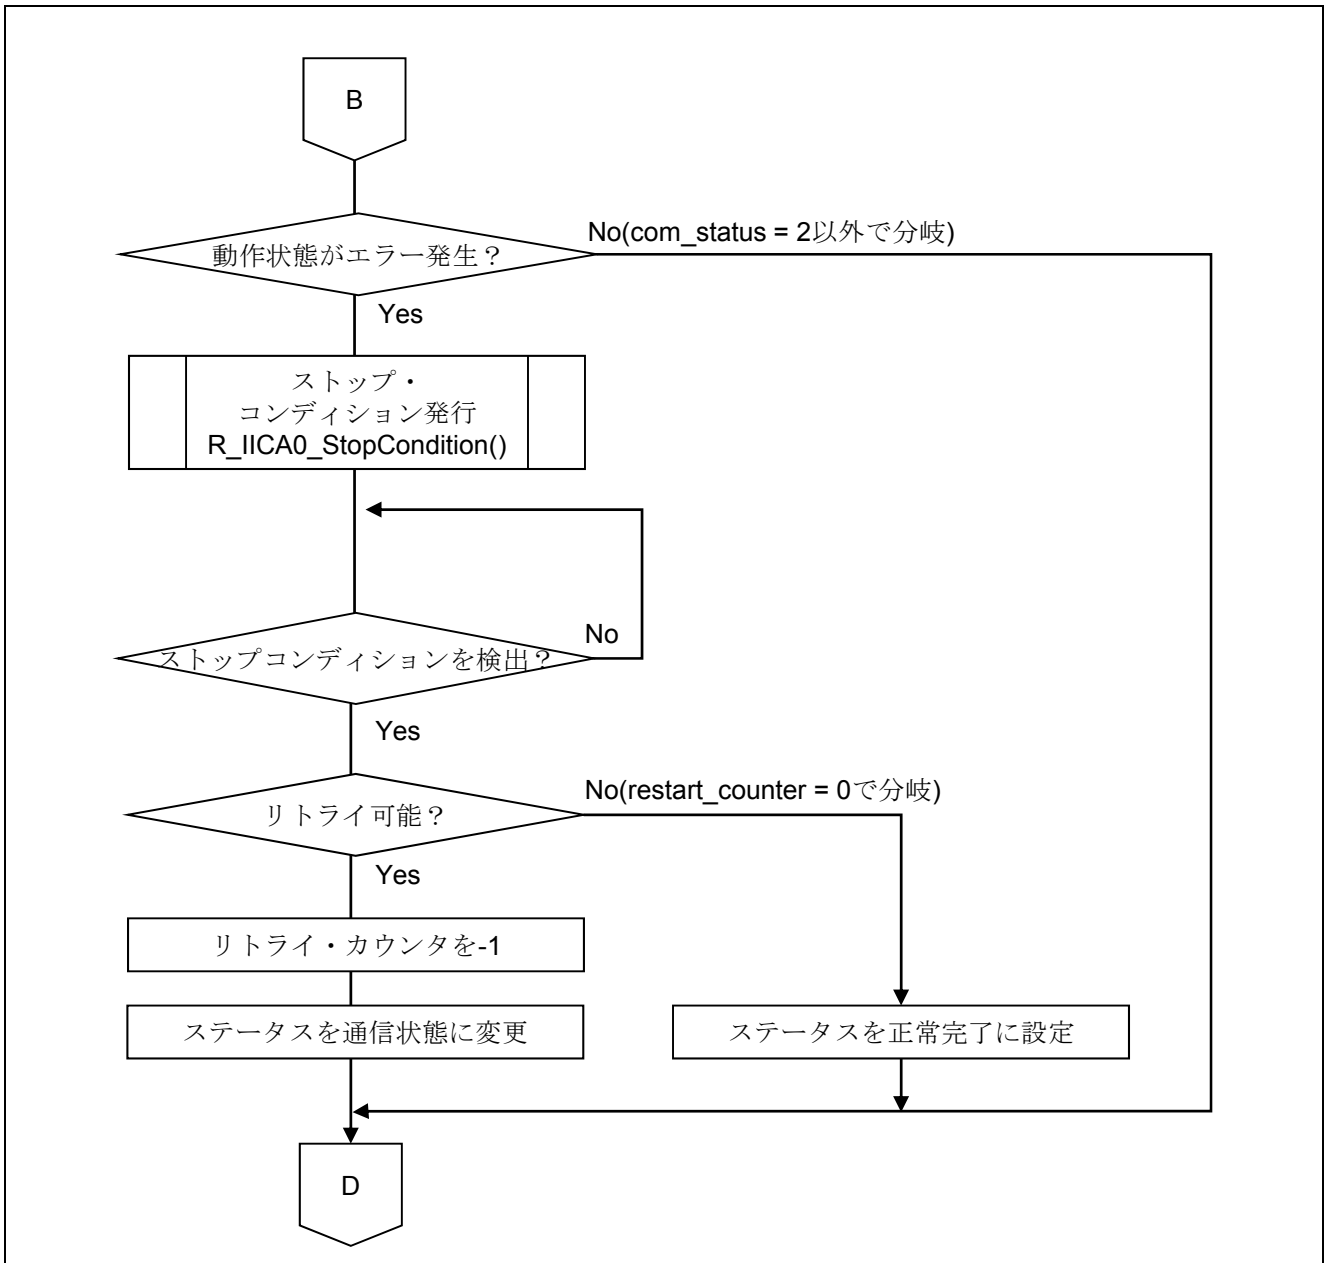 B
No(com_status = 2以外で分岐)
動作状態がエラー発生？
Yes
ストップ・
コンディション発行
R_IICA0_StopCondition()
No
ストップコンディションを検出？
Yes
No(restart_counter = 0で分岐)
リトライ可能？
Yes
リトライ・カウンタを-1
ステータスを通信状態に変更
ステータスを正常完了に設定
D